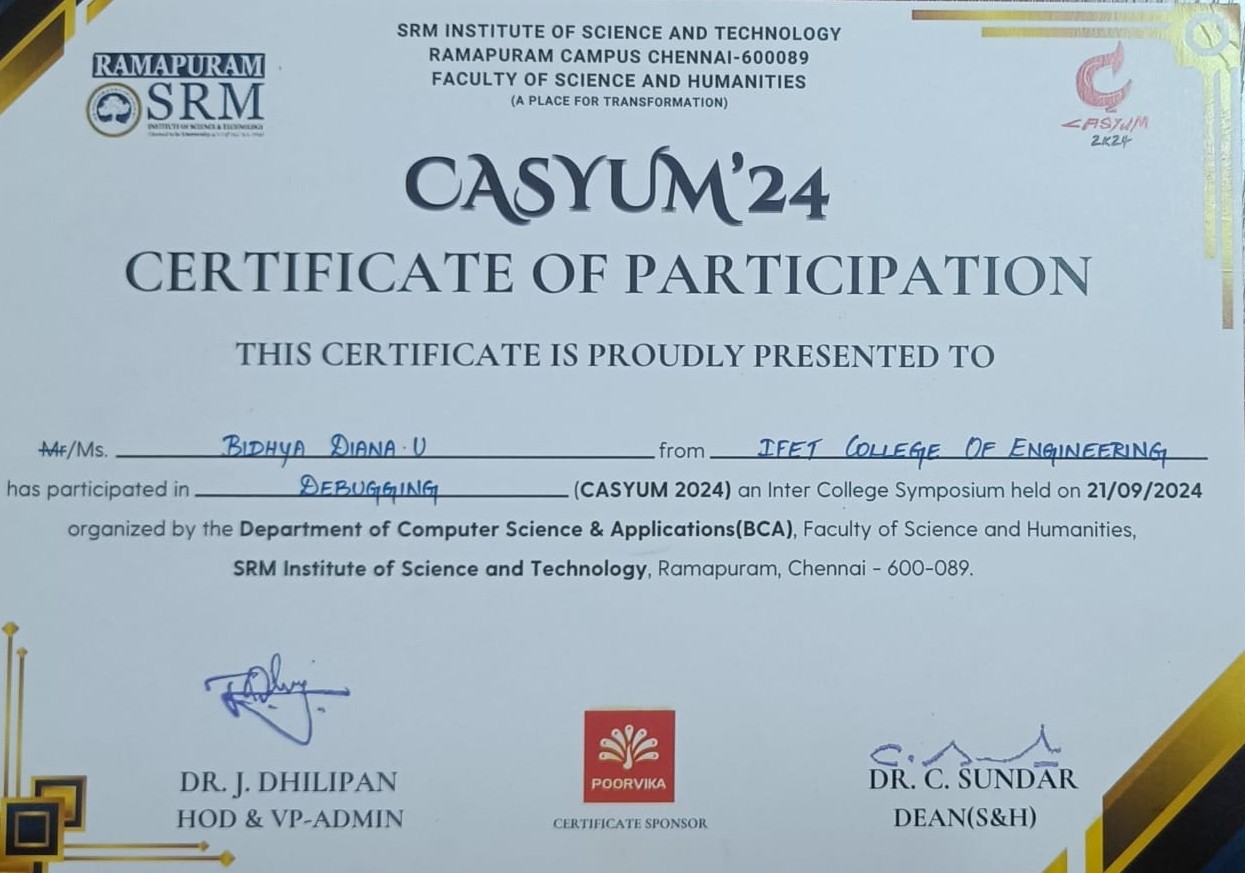 SRM INSTITUTE OF SCIENCE AND TECHNOLOGY
RAMAPURAM CAMPUS CHENNAI-600089
FACULTY OF SCIENCE AND HUMANITIES
(A PLACE FOR TRANSFORMATION)
RAMAPURAM
SRM
INSTITUTE OF SCIENCE & TECHNOLOGY
CASYUM
2K24
CASYUM'24
CERTIFICATE OF PARTICIPATION
THIS CERTIFICATE IS PROUDLY PRESENTED TO
Mr/Ms. BIDHYA DIANA.U from IFET COLLEGE OF ENGINEERING
has participated in DEBUGGING (CASYUM 2024) an Inter College Symposium held on 21/09/2024
organized by the Department of Computer Science & Applications(BCA), Faculty of Science and Humanities,
SRM Institute of Science and Technology, Ramapuram, Chennai - 600-089.
DR. J. DHILIPAN
HOD & VP-ADMIN
POORVIKA
CERTIFICATE SPONSOR
C. Sundar
DR. C. SUNDAR
DEAN(S&H)